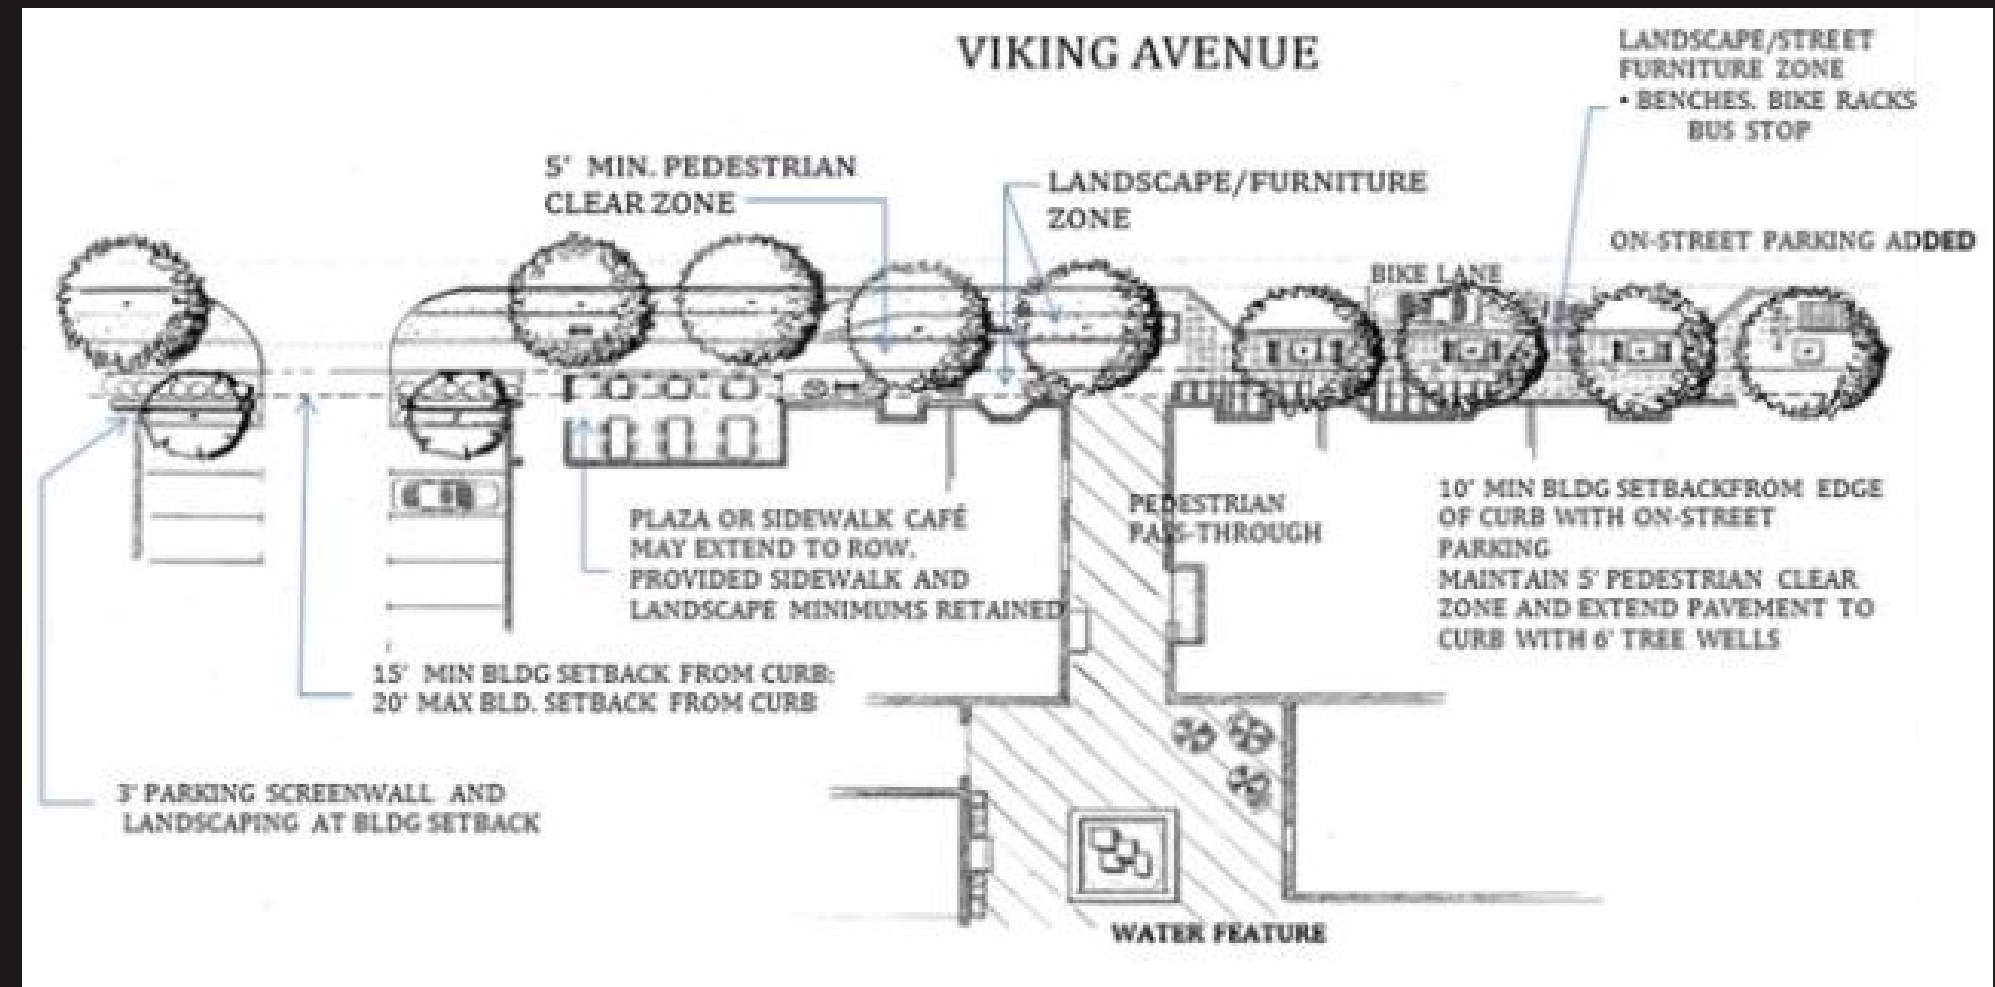 VIKING AVENUE
LANDSCAPE/STREET
FURNITURE ZONE
• BENCHES. BIKE RACKS
BUS STOP
5' MIN. PEDESTRIAN
CLEAR ZONE
LANDSCAPE/FURNITURE
ZONE
ON-STREET PARKING ADDED
BIKE LANE
PLAZA OR SIDEWALK CAFÉ
MAY EXTEND TO ROW.
PROVIDED SIDEWALK AND
LANDSCAPE MINIMUMS RETAINED
PEDESTRIAN
PASS-THROUGH
10' MIN BLDG SETBACKFROM EDGE
OF CURB WITH ON-STREET
PARKING
MAINTAIN 5' PEDESTRIAN CLEAR
ZONE AND EXTEND PAVEMENT TO
CURB WITH 6' TREE WELLS
15' MIN BLDG SETBACK FROM CURB:
20' MAX BLD. SETBACK FROM CURB
3' PARKING SCREENWALL AND
LANDSCAPING AT BLDG SETBACK
WATER FEATURE